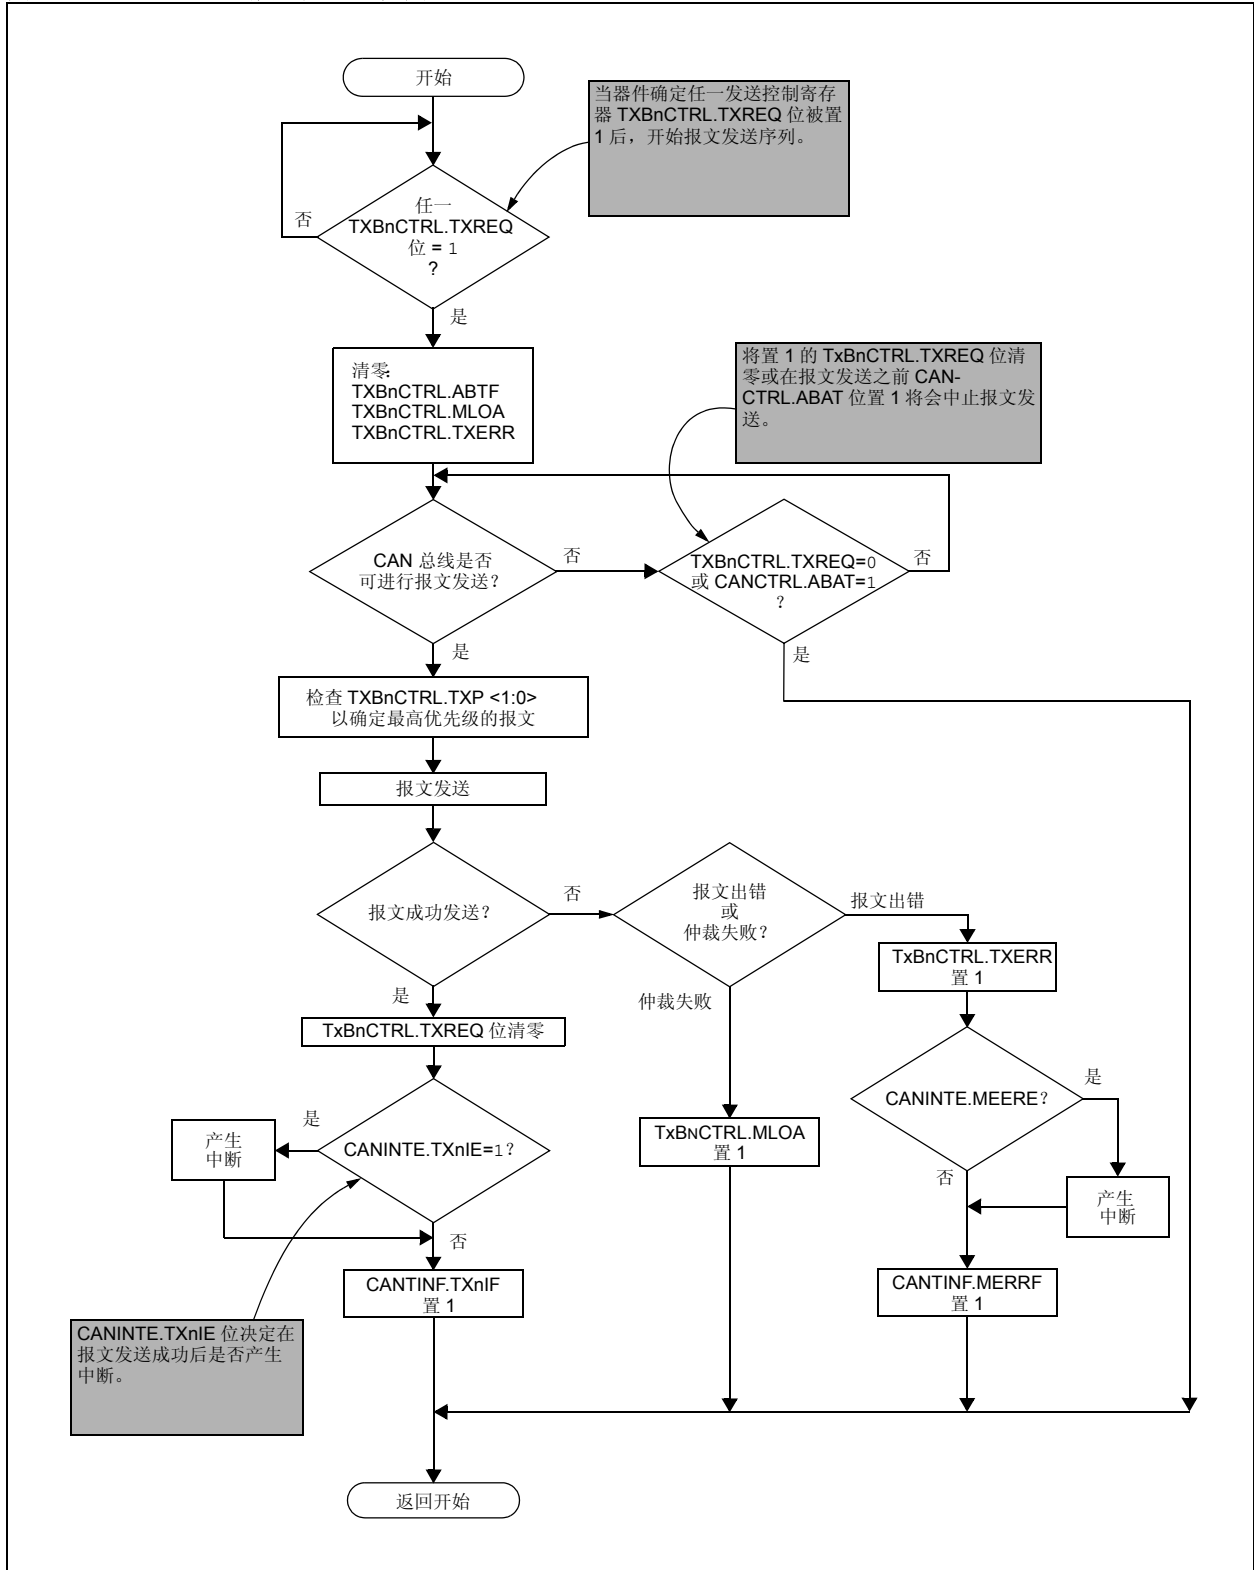 开始
当器件确定任一发送控制寄存
器 TXBnCTRL.TXREQ 位被置
1 后，开始报文发送序列。
任一
TXBnCTRL.TXREQ
位 = 1
?
否
是
清零:
TXBnCTRL.ABTF
TXBnCTRL.MLOA
TXBnCTRL.TXERR
将置 1 的 TxBnCTRL.TXREQ 位清
零或在报文发送之前 CAN-
CTRL.ABAT 位置 1 将会中止报文发
送。
CAN 总线是否
可进行报文发送?
否
TXBnCTRL.TXREQ=0
或 CANCTRL.ABAT=1
?
否
是
是
检查 TXBnCTRL.TXP <1:0>
以确定最高优先级的报文
报文发送
报文成功发送?
否
报文出错
或
仲裁失败?
报文出错
TxBnCTRL.TXERR
置 1
是
仲裁失败
TxBnCTRL.TXREQ 位清零
CANINTE.MEERE?
是
是
产生
中断
CANINTE.TXnIE=1?
TxBNCTRL.MLOA
置 1
否
产生
中断
否
CANTINF.TXnIF
置 1
CANTINF.MERRF
置 1
CANINTE.TXnIE 位决定在
报文发送成功后是否产生
中断。
返回开始